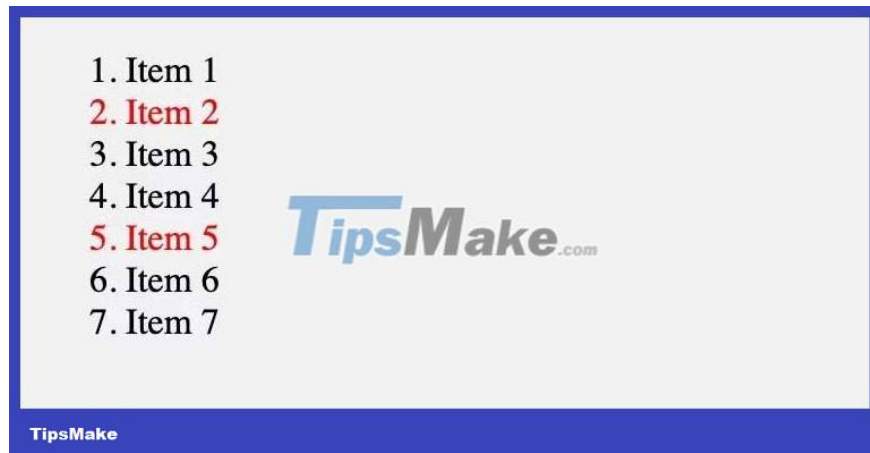 1. Item 1
2. Item 2
3. Item 3
4. Item 4
TipsMake.com
5. Item 5
6. Item 6
7. Item 7
TipsMake